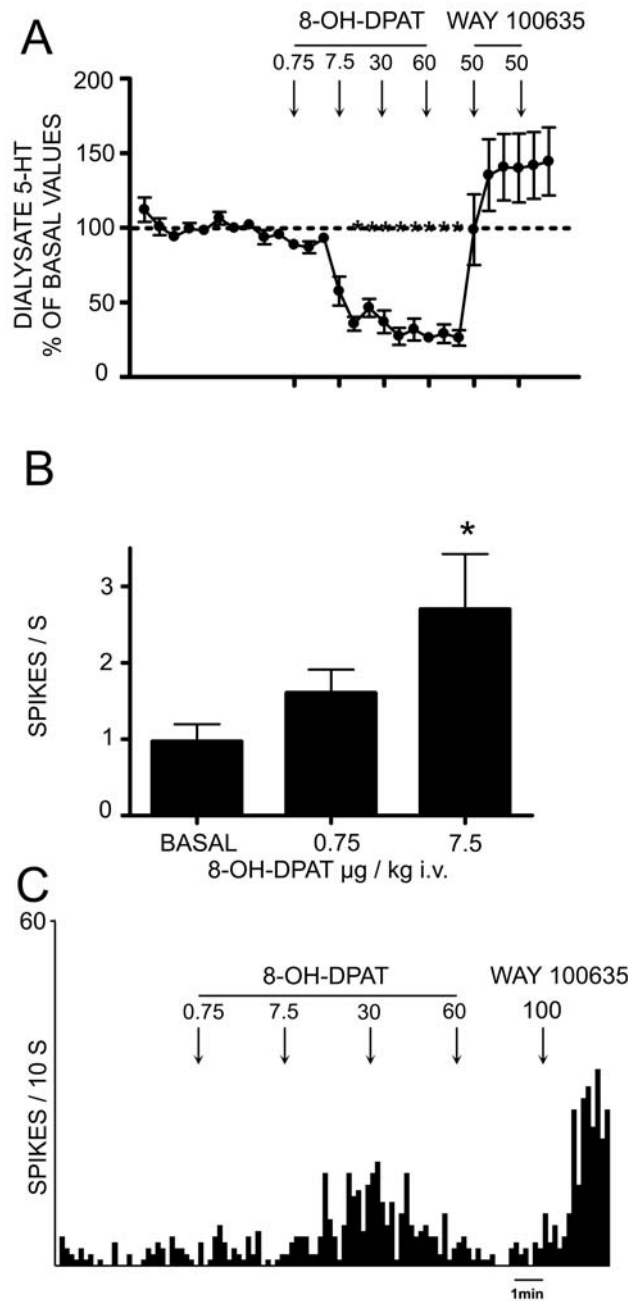 A
8-OH-DPAT WAY 100635
0.75 7.5 30 60 50 50
200
150
100
50
0
DIALYSATE 5-HT
% OF BASAL VALUES
*********
B
*
3
2
1
0
SPIKES / S
BASAL 0.75 7.5
8-OH-DPAT µg / kg i.v.
C
60
8-OH-DPAT WAY 100635
0.75 7.5 30 60 100
SPIKES / 10 S
1min